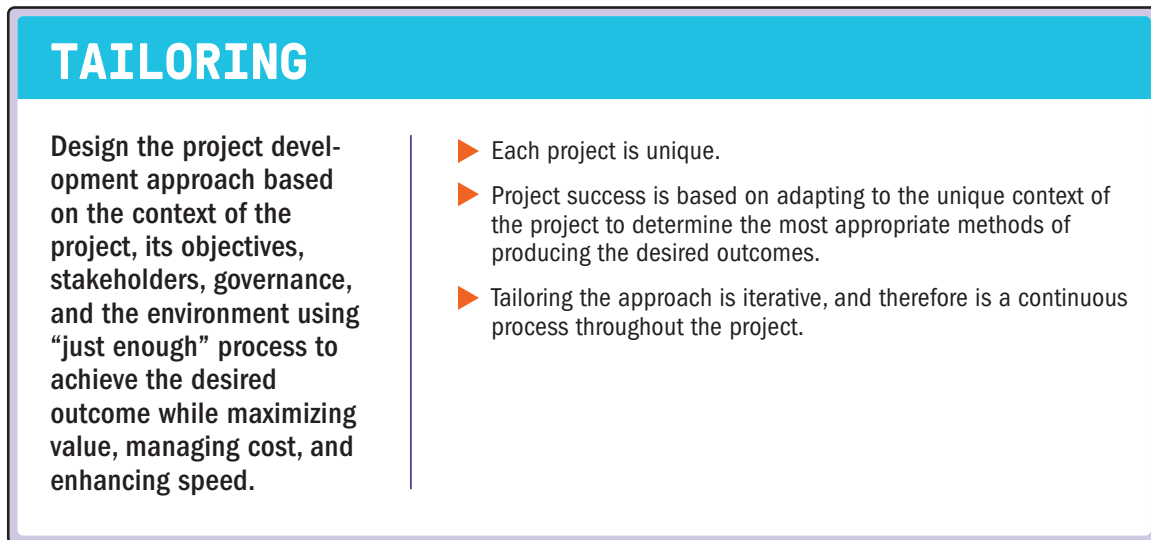 TAILORING
Design the project devel-
opment approach based
on the context of the
project, its objectives,
stakeholders, governance,
and the environment using
“just enough” process to
achieve the desired
outcome while maximizing
value, managing cost, and
enhancing speed.
Each project is unique.
Project success is based on adapting to the unique context of
the project to determine the most appropriate methods of
producing the desired outcomes.
Tailoring the approach is iterative, and therefore is a continuous
process throughout the project.